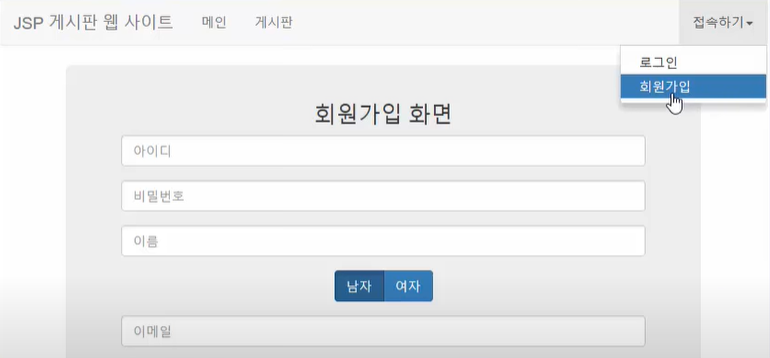 JSP 게시판 웹 사이트 메인 게시판 접속하기
로그인
회원가입
회원가입 화면
아이디
비밀번호
이름
남자 여자
이메일